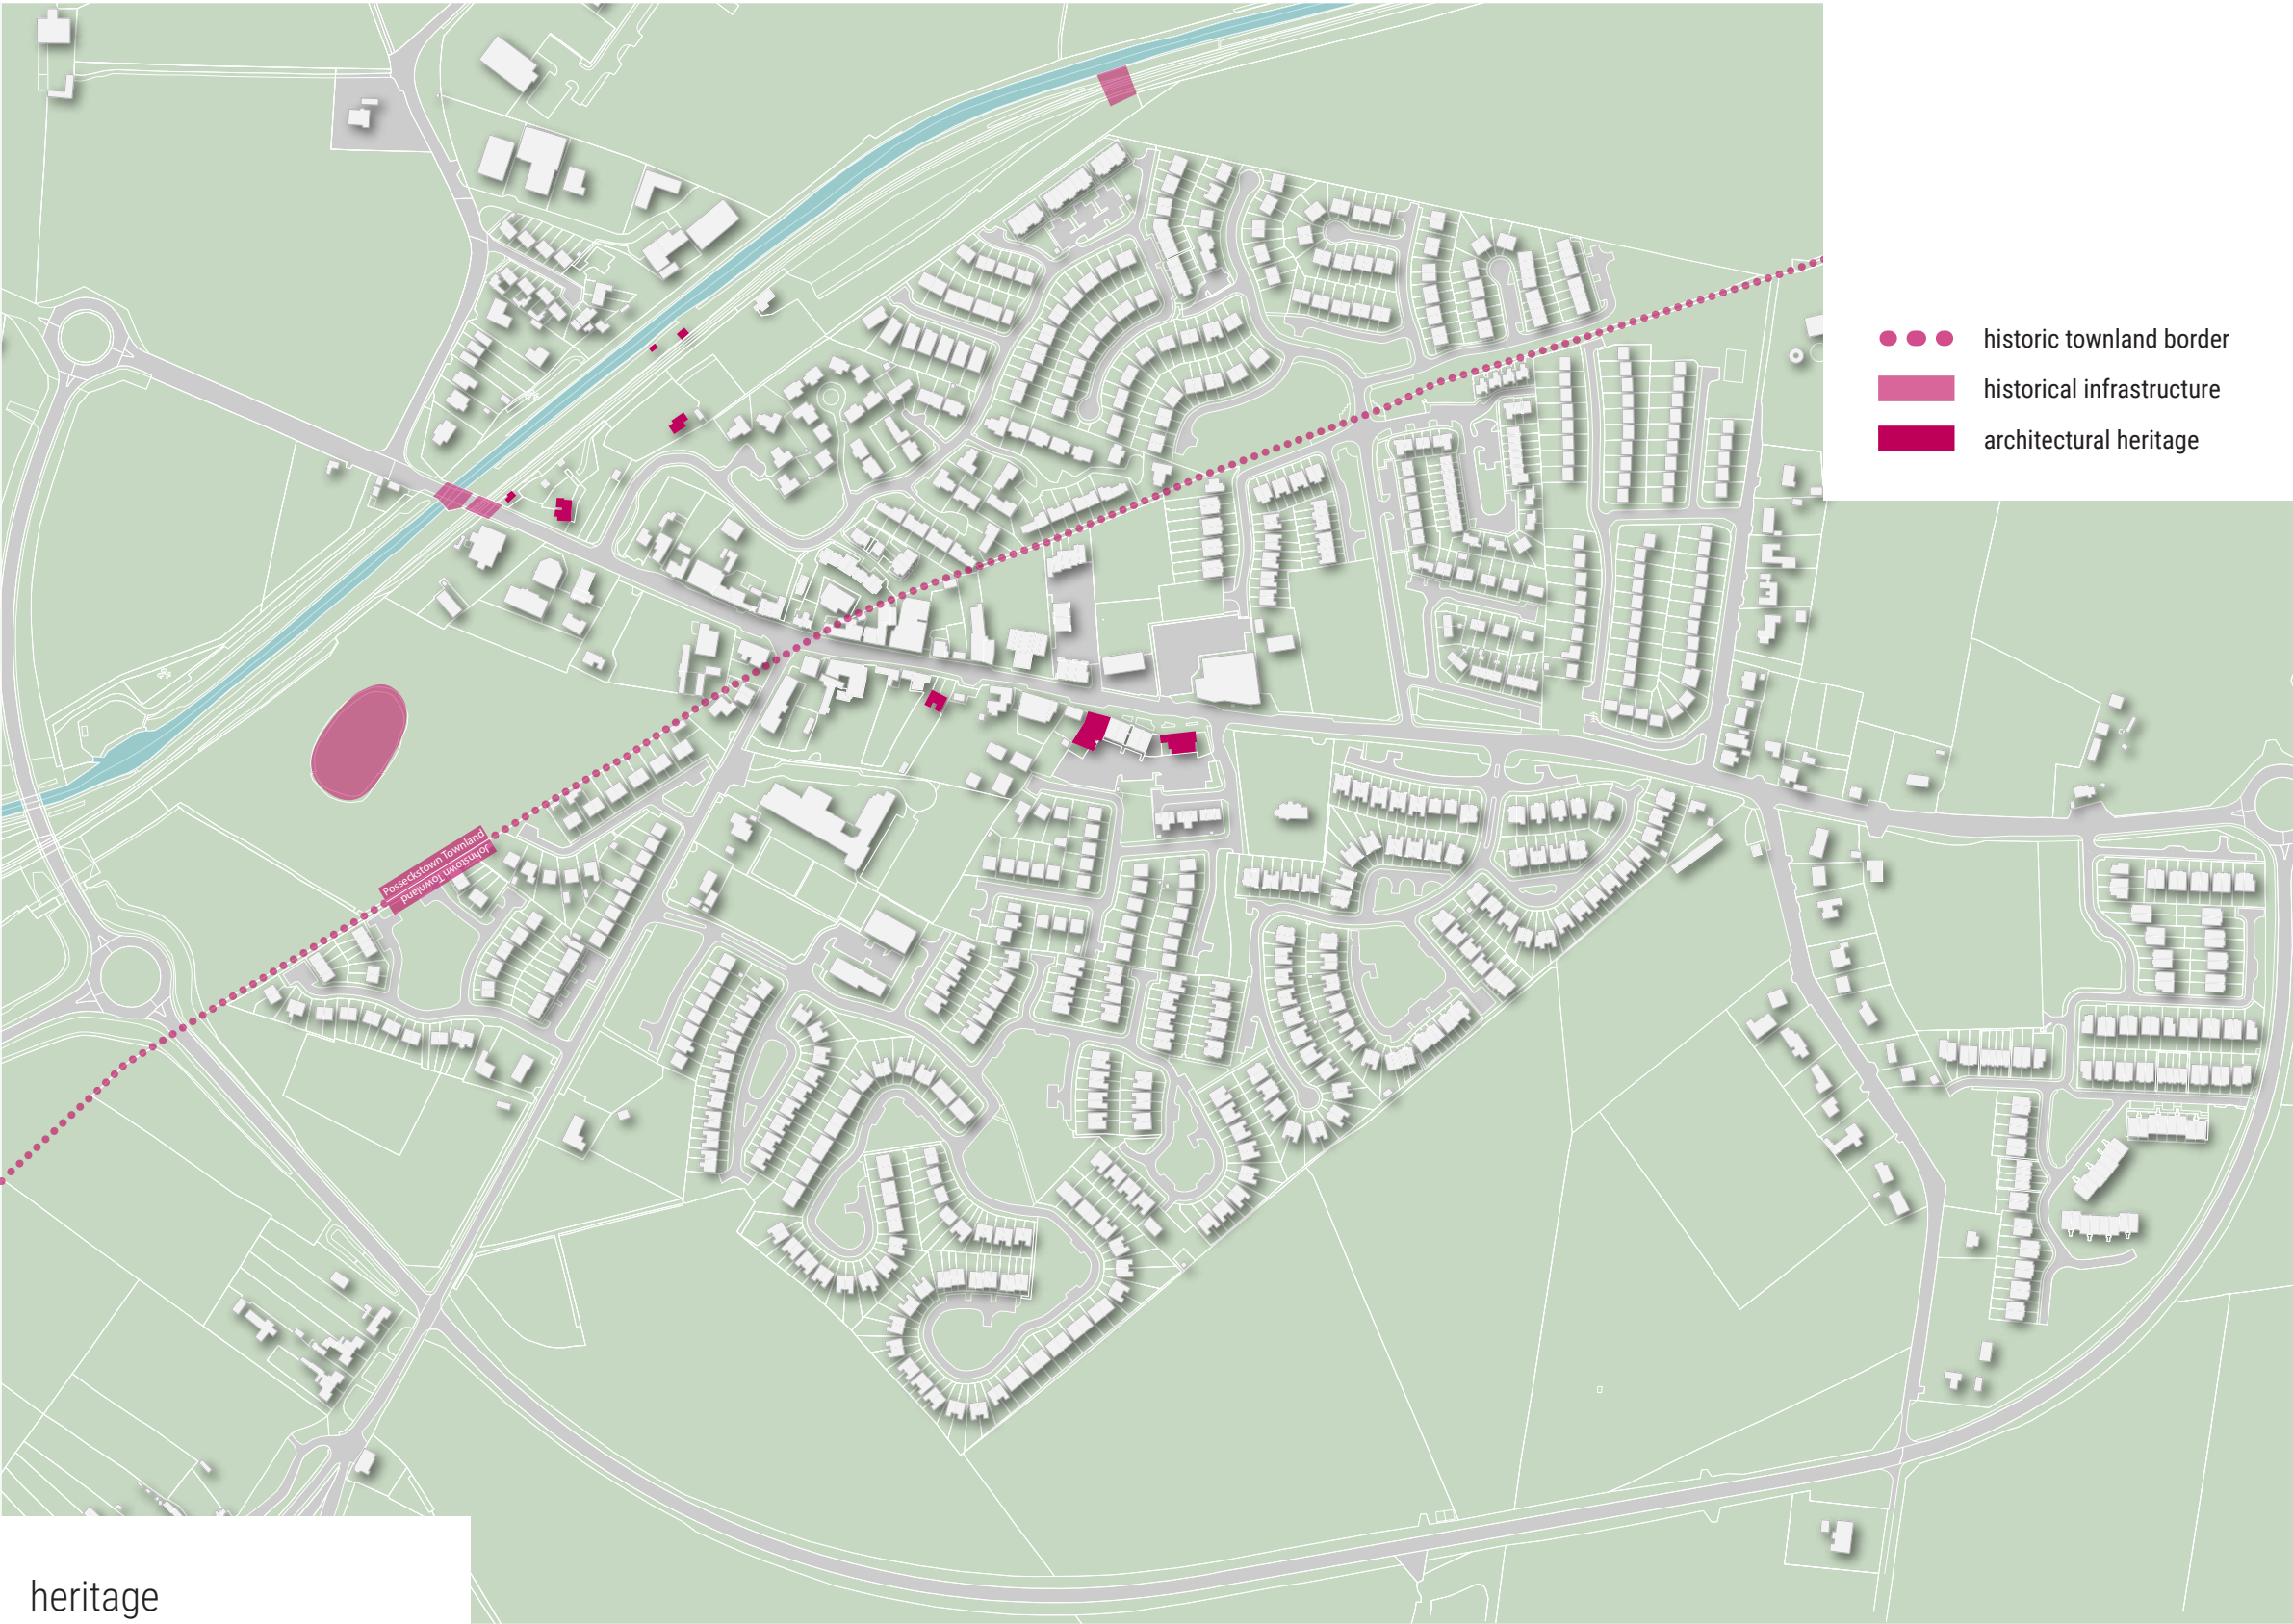 historic townland border
historical infrastructure
architectural heritage
Posseckstown Townland
Johnstown Townland
heritage